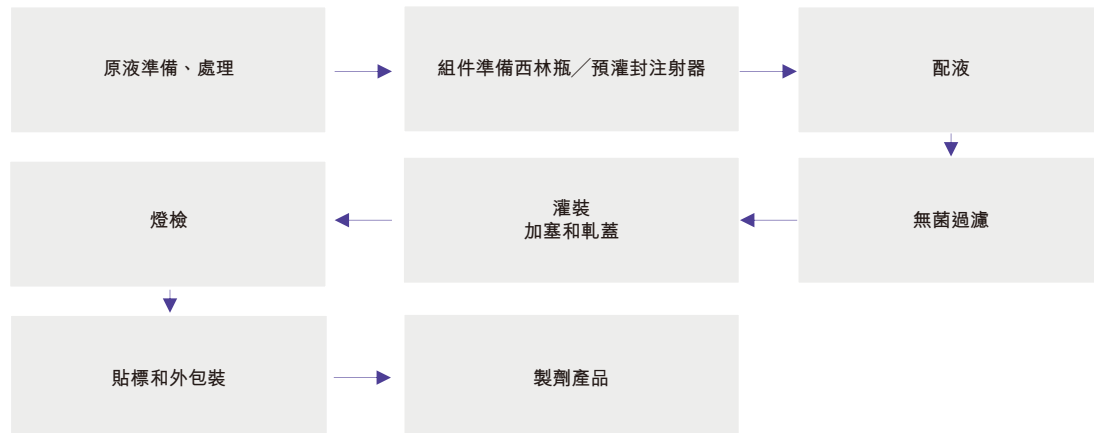 原液準備、處理
組件準備西林瓶／預灌封注射器
配液
無菌過濾
灌裝
加塞和軋蓋
燈檢
貼標和外包裝
製劑產品